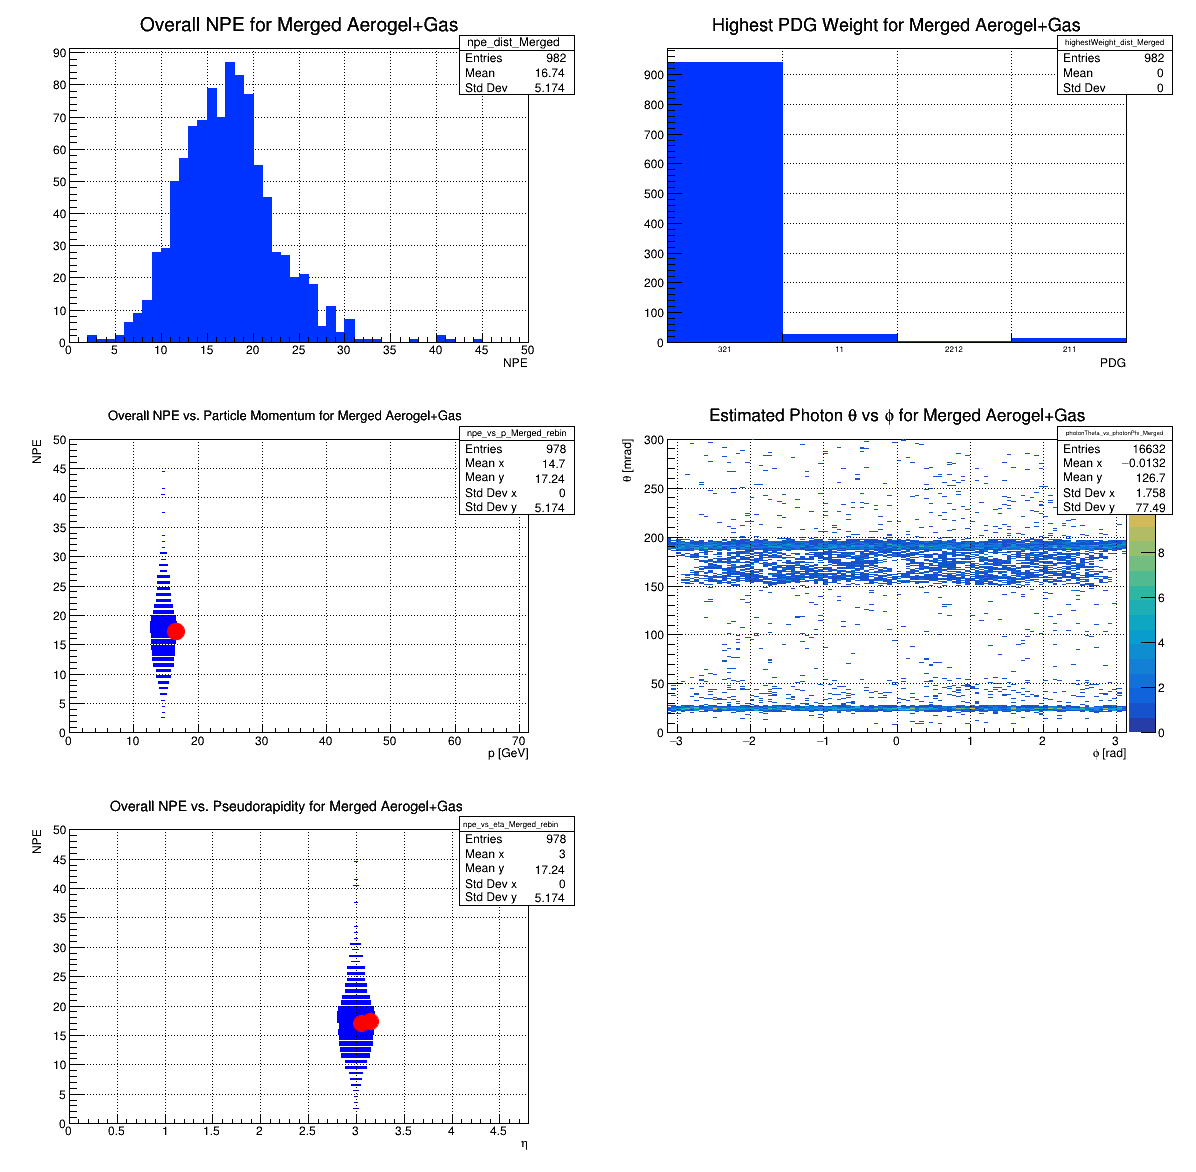 Overall NPE for Merged Aerogel+Gas
npe_dist_Merged
Entries 982
Mean 16.74
Std Dev 5.174
90
80
70
60
50
40
30
20
10
0
0 5 10 15 20 25 30 35 40 45 50
NPE
Highest PDG Weight for Merged Aerogel+Gas
highestWeight_dist_Merged
Entries 982
Mean 0
Std Dev 0
900
800
700
600
500
400
300
200
100
0
321 11 2212 211
PDG
Overall NPE vs. Particle Momentum for Merged Aerogel+Gas
npe_vs_p_Merged_rebin
Entries 978
Mean x 14.7
Mean y 17.24
Std Dev x 0
Std Dev y 5.174
NPE
50
45
40
35
30
25
20
15
10
5
0
0 10 20 30 40 50 60 70
p [GeV]
Estimated Photon θ vs ϕ for Merged Aerogel+Gas
photonTheta_vs_photonPhi_Merged
Entries 16632
Mean x −0.0132
Mean y 126.7
Std Dev x 1.758
Std Dev y 77.49
θ [mrad]
300
250
200
150
100
50
0
−3 −2 −1 0 1 2 3
ϕ [rad]
8
6
4
2
0
Overall NPE vs. Pseudorapidity for Merged Aerogel+Gas
npe_vs_eta_Merged_rebin
Entries 978
Mean x 3
Mean y 17.24
Std Dev x 0
Std Dev y 5.174
NPE
50
45
40
35
30
25
20
15
10
5
0
0 0.5 1 1.5 2 2.5 3 3.5 4 4.5
η